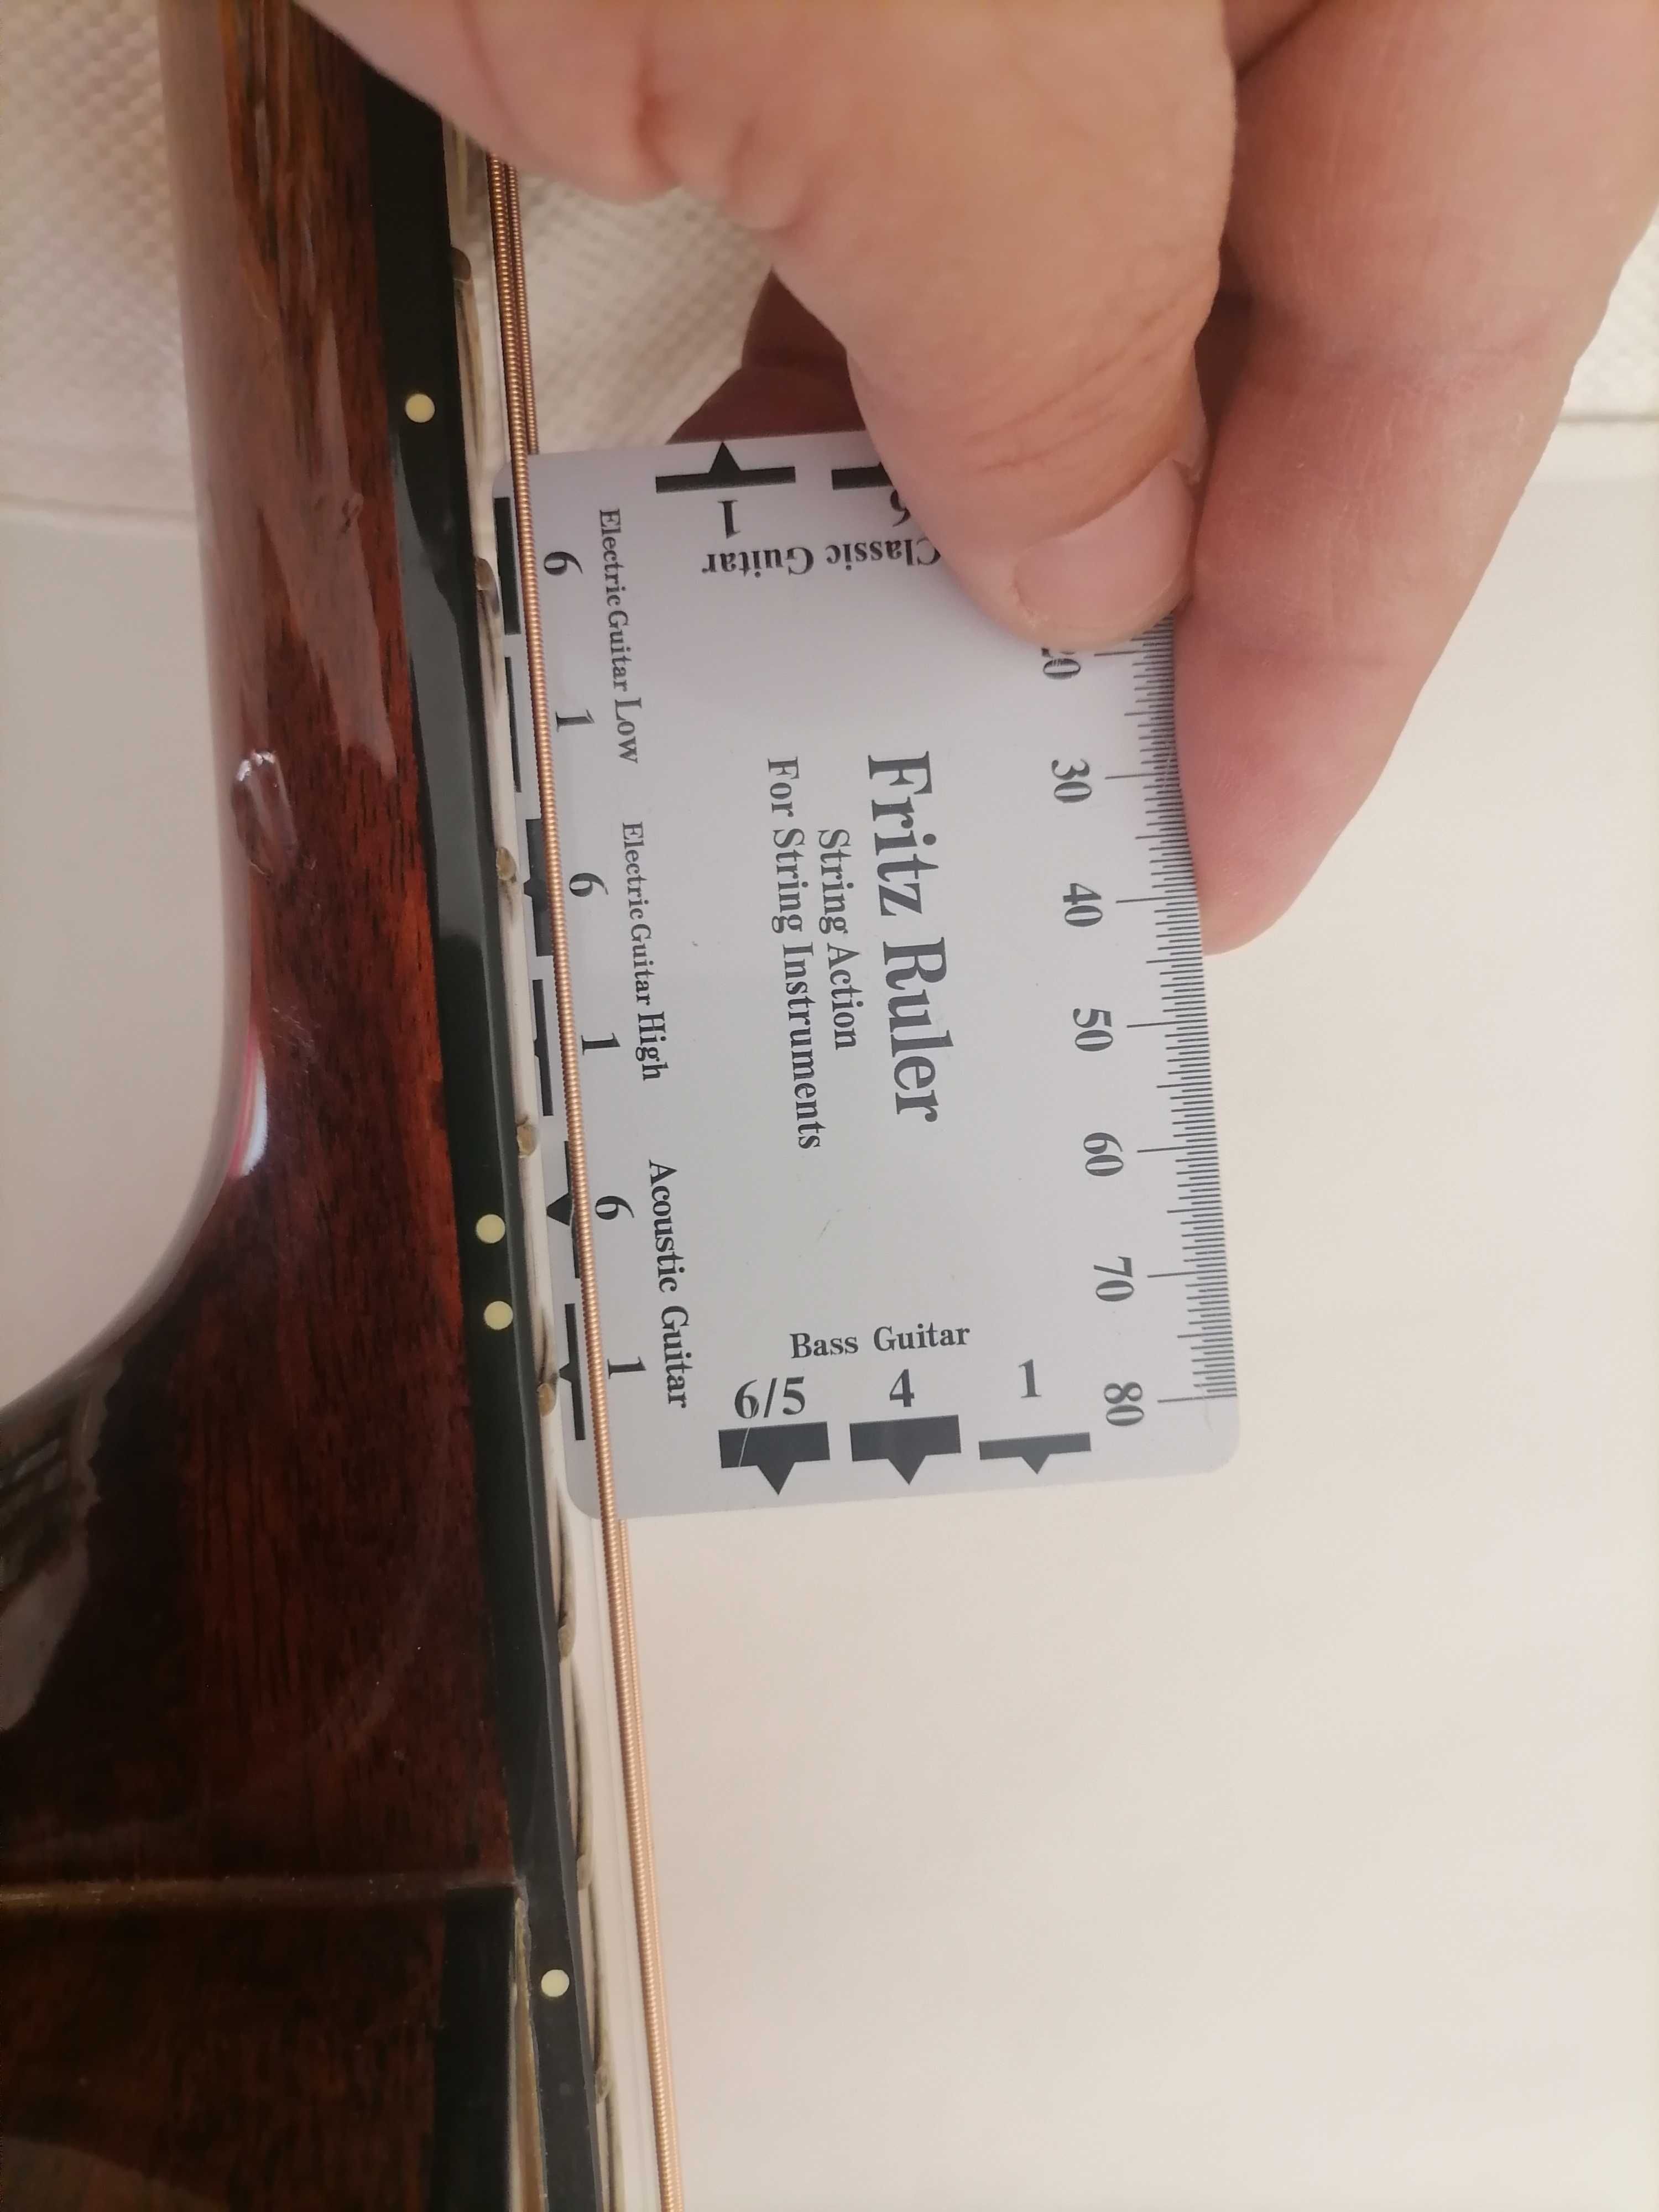 Fritz Ruler
String Action
For String Instruments
20 30 40 50 60 70 80
Classic Guitar
1
Bass Guitar
6/5 4 1
Electric Guitar Low Electric Guitar High Acoustic Guitar
6 1 6 1 6 1